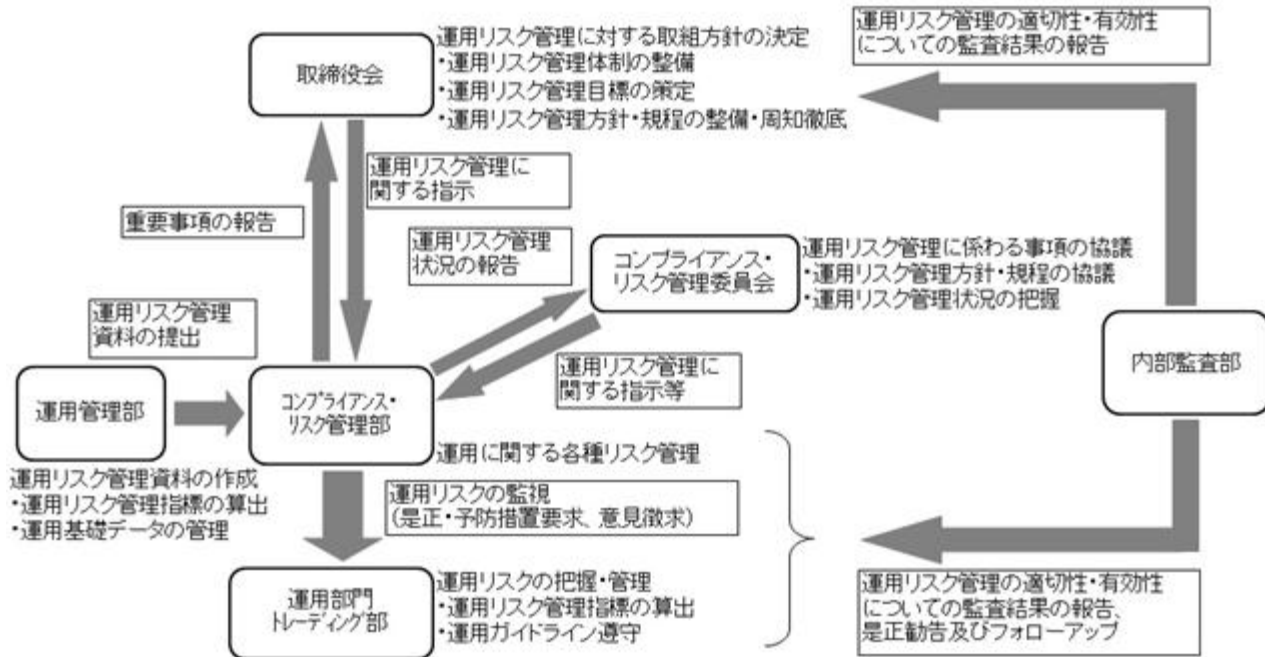 取締役会
運用リスク管理に対する取組方針の決定
・運用リスク管理体制の整備
・運用リスク管理目標の策定
・運用リスク管理方針・規程の整備・周知徹底
運用リスク管理の適切性・有効性
についての監査結果の報告
運用リスク管理に
関する指示
重要事項の報告
運用リスク管理
状況の報告
コンプライアンス・
リスク管理委員会
運用リスク管理に係わる事項の協議
・運用リスク管理方針・規程の協議
・運用リスク管理状況の把握
運用リスク管理
資料の提出
運用リスク管理に
関する指示等
内部監査部
運用管理部
コンプライアンス・
リスク管理部
運用に関する各種リスク管理
運用リスク管理資料の作成
・運用リスク管理指標の算出
・運用基礎データの管理
運用リスクの監視
(是正・予防措置要求、意見徴求)
運用部門
トレーディング部
運用リスクの把握・管理
・運用リスク管理指標の算出
・運用ガイドライン遵守
運用リスク管理の適切性・有効性
についての監査結果の報告、
是正勧告及びフォローアップ